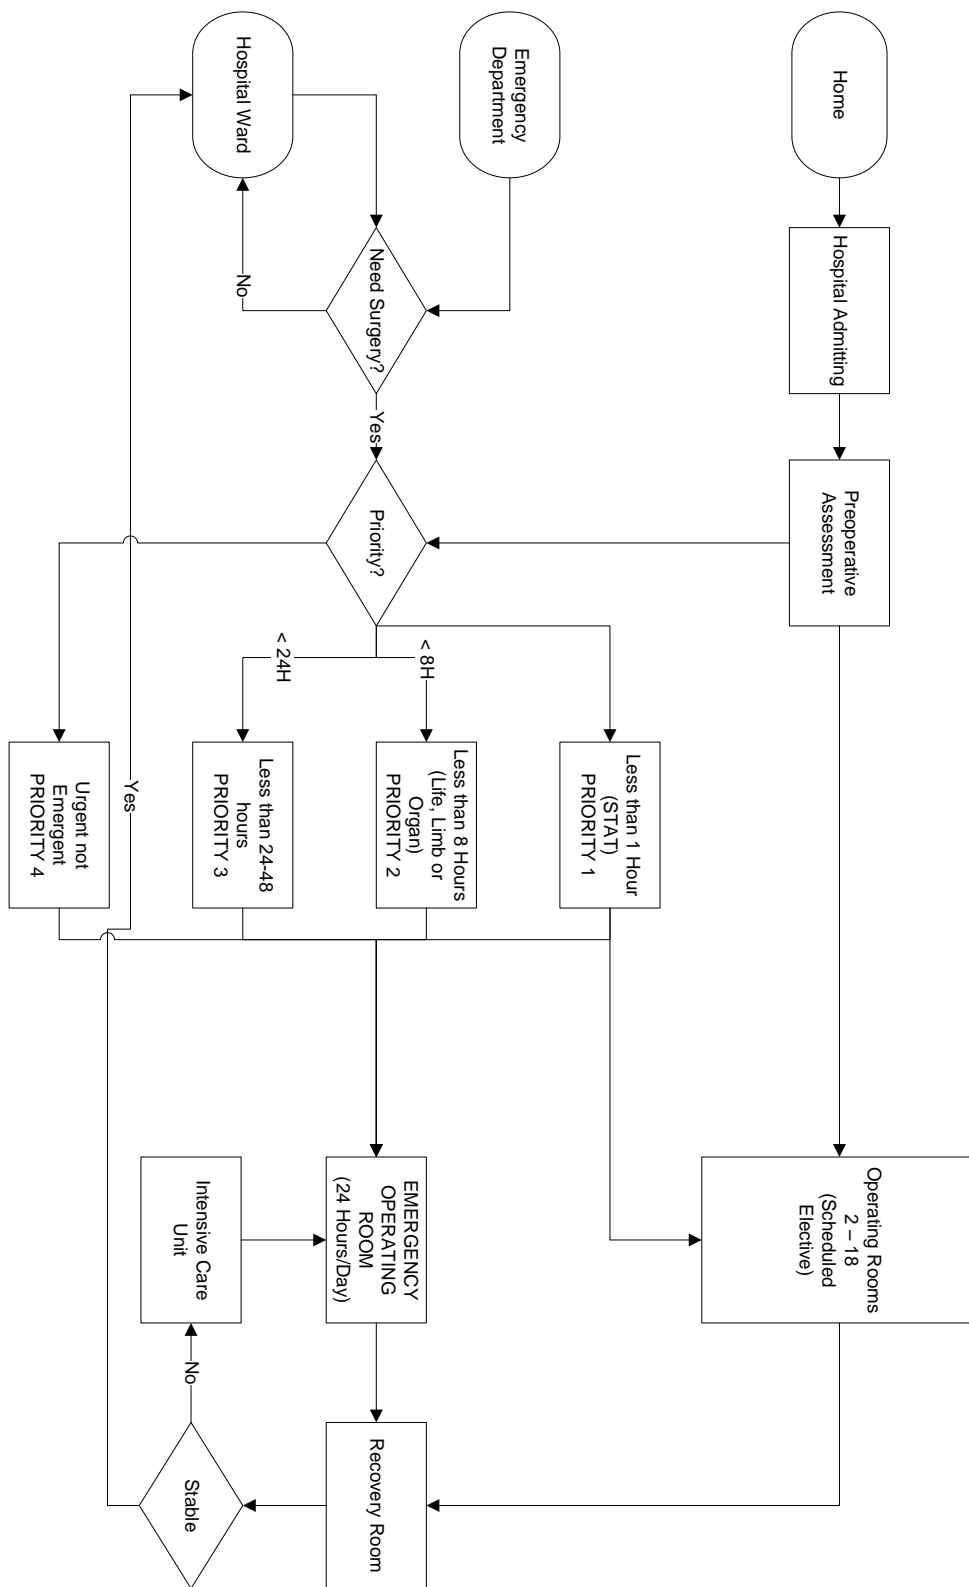 Home
Hospital Admitting
Preoperative
Assessment
Operating Rooms
2 – 18
(Scheduled
Elective)
Emergency
Department
Less than 1 Hour
(STAT)
PRIORITY 1
Hospital Ward
Need Surgery?
No
Yes
Priority?
< 8H
< 24H
Less than 8 Hours
(Life, Limb or
Organ)
PRIORITY 2
Less than 24-48
hours
PRIORITY 3
Urgent not
Emergent
PRIORITY 4
Yes
EMERGENCY
OPERATING
ROOM
(24 Hours/Day)
Recovery Room
Intensive Care
Unit
No
Stable